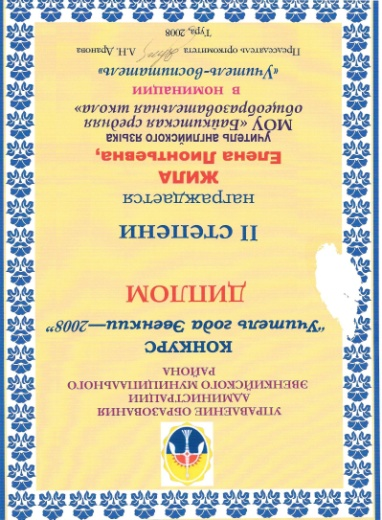 УПРАВЛЕНИЕ ОБРАЗОВАНИЯ
АДМИНИСТРАЦИИ
ЭВЕНКИЙСКОГО МУНИЦИПАЛЬНОГО
РАЙОНА
КОНКУРС
"Учитель года Эвенкии—2008"
ДИПЛОМ
II СТЕПЕНИ
награждается
ЖИЛА
Елена Лионтьевна,
учитель английского языка
МОУ «Байкитская средняя
общеобразовательная школа»
В НОМИНАЦИИ
«Учитель-воспитатель»
Председатель оргкомитета А.Н. Дранова
Тура, 2008